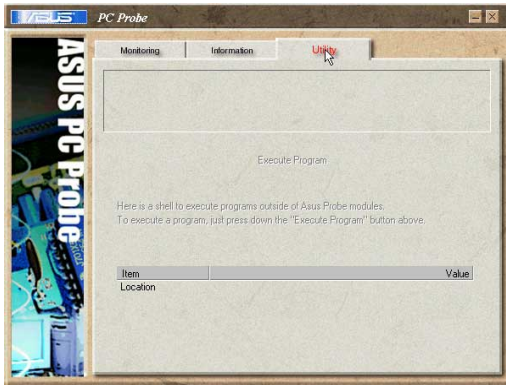 ASUS PC Probe
ASUS PC Probe
Monitoring Information Utility
Execute Program
Here is a shell to execute programs outside of Asus Probe modules.
To execute a program, just press down the "Execute Program" button above.
Item Value
Location